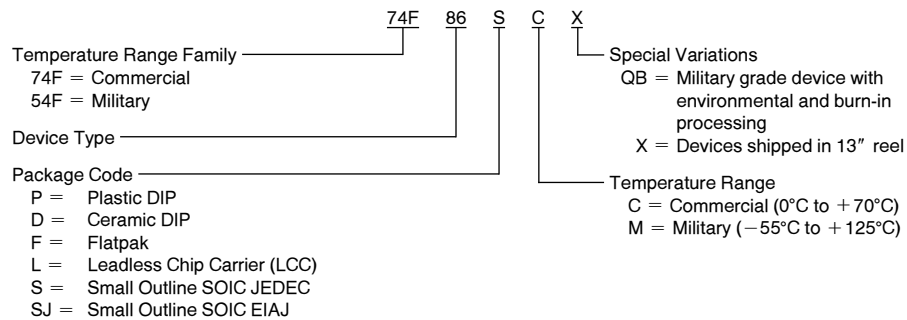 74F 86 S C X
Temperature Range Family
74F = Commercial
54F = Military
Device Type
Package Code
P = Plastic DIP
D = Ceramic DIP
F = Flatpak
L = Leadless Chip Carrier (LCC)
S = Small Outline SOIC JEDEC
SJ = Small Outline SOIC EIAJ
Special Variations
QB = Military grade device with
environmental and burn-in
processing
X = Devices shipped in 13″ reel
Temperature Range
C = Commercial (0°C to +70°C)
M = Military (−55°C to +125°C)